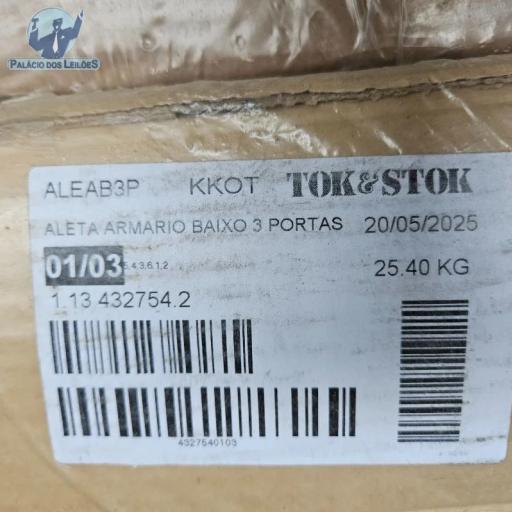 PALÁCIO DOS LEILÕES
ALEAB3P KKOT TOK&STOK
ALETA ARMARIO BAIXO 3 PORTAS 20/05/2025
01/03 5.4.3.6.1.2 25.40 KG
1.13 432754.2
4327540103